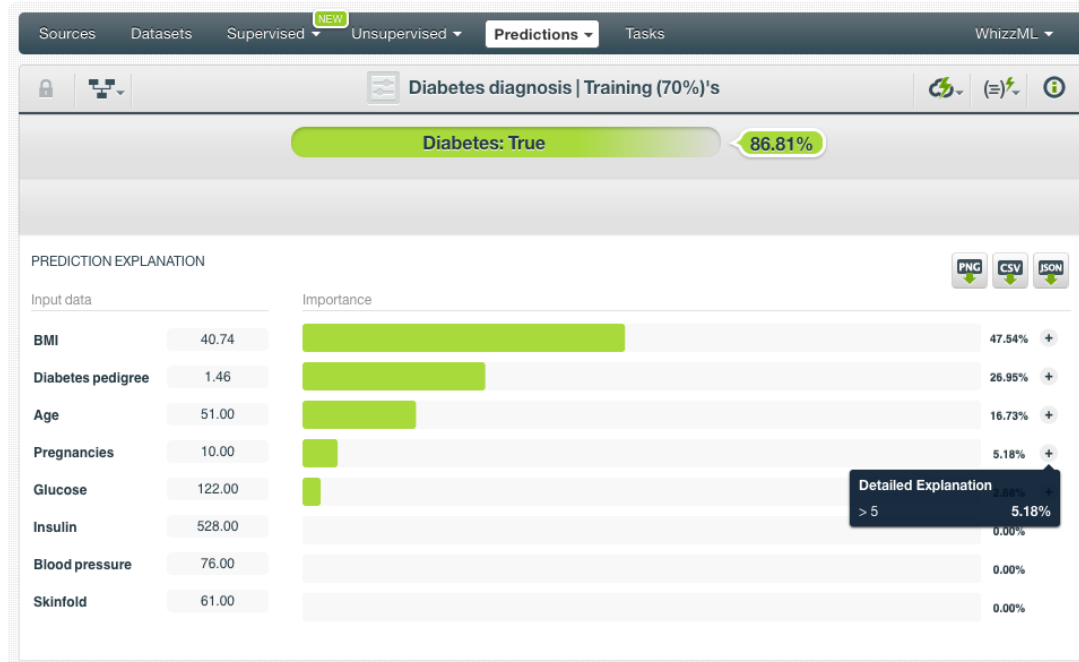 NEW
Sources Datasets Supervised Unsupervised Predictions Tasks WhizzML
Diabetes diagnosis | Training (70%)'s
Diabetes: True 86.81%
PREDICTION EXPLANATION
PNG CSV JSON
Input data Importance
BMI 40.74 47.54% +
Diabetes pedigree 1.46 26.95% +
Age 51.00 16.73% +
Pregnancies 10.00 5.18% +
Glucose 122.00
Detailed Explanation
> 5 5.18%
Insulin 528.00 0.00%
Blood pressure 76.00 0.00%
Skinfold 61.00 0.00%